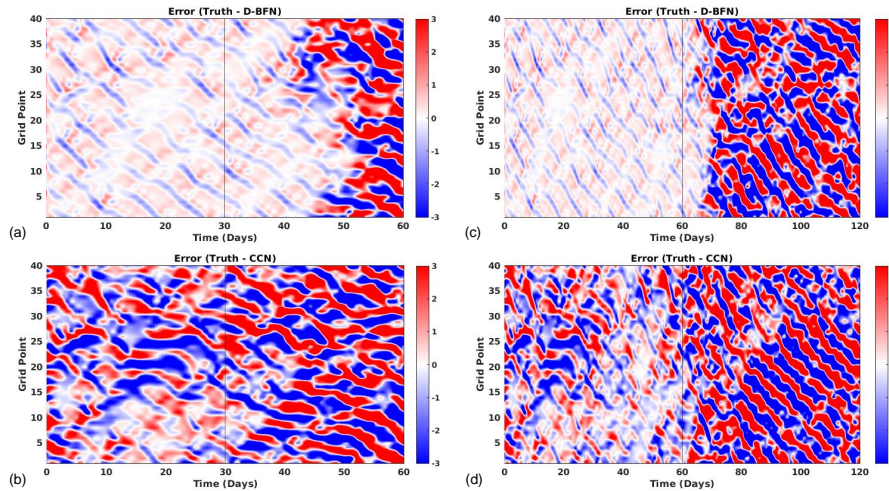 Error (Truth - D-BFN)
40
35
30
25
20
15
10
5
Grid Point
0 10 20 30 40 50 60
Time (Days)
3
2
1
0
-1
-2
-3
(a)
Error (Truth - D-BFN)
40
35
30
25
20
15
10
5
Grid Point
0 20 40 60 80 100 120
Time (Days)
(c)
Error (Truth - CCN)
40
35
30
25
20
15
10
5
Grid Point
0 10 20 30 40 50 60
Time (Days)
3
2
1
0
-1
-2
-3
(b)
Error (Truth - CCN)
40
35
30
25
20
15
10
5
Grid Point
0 20 40 60 80 100 120
Time (Days)
(d)